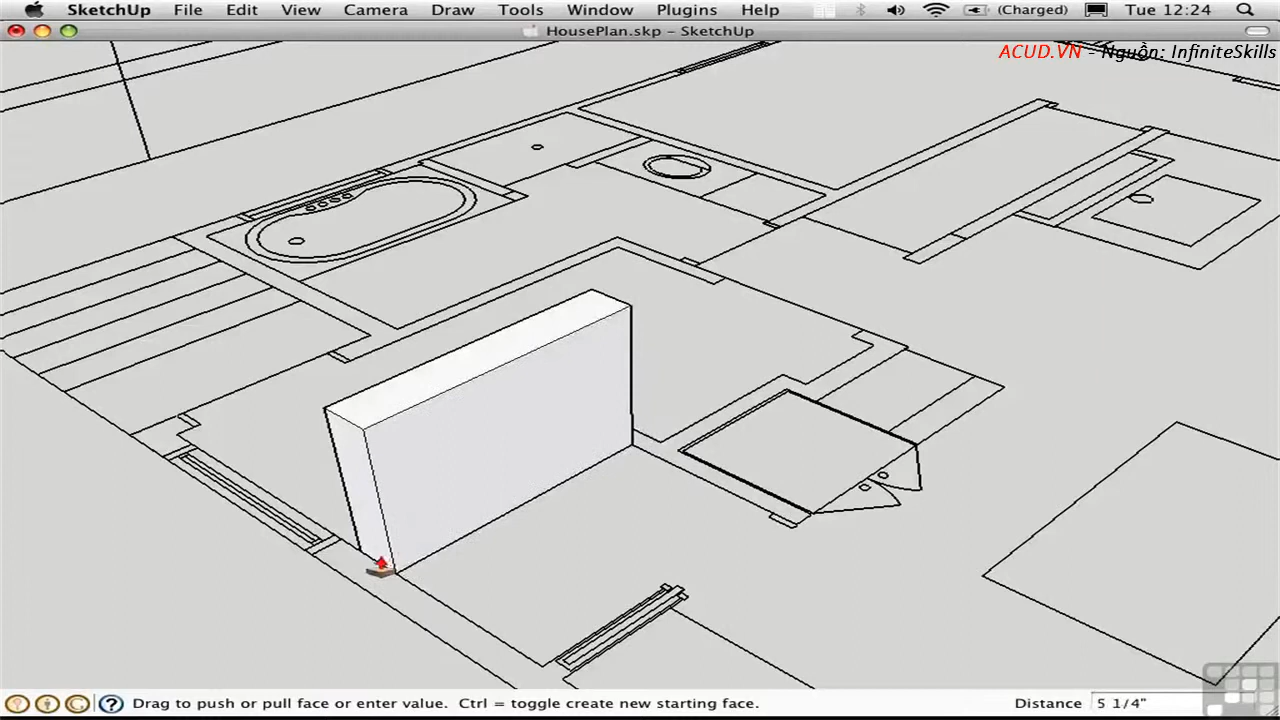 SketchUp File Edit View Camera Draw Tools Window Plugins Help (Charged) Tue 12:24
HousePlan.skp – SketchUp
ACUD.VN - Nguồn: InfiniteSkills
Drag to push or pull face or enter value. Ctrl = toggle create new starting face. Distance 5 1/4"